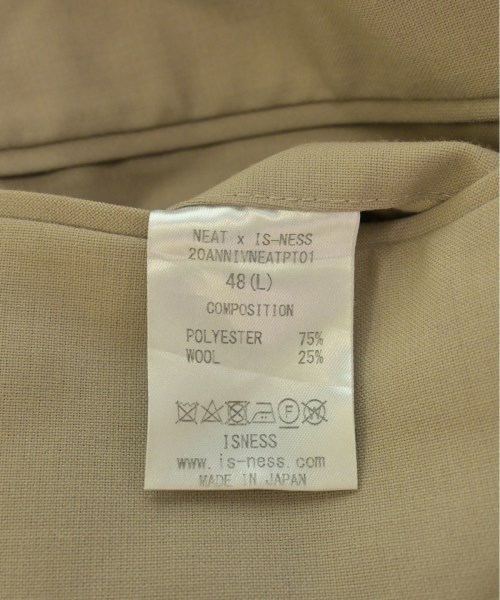 NEAT x IS-NESS
20ANNIVNEATPT01
48(L)
COMPOSITION
POLYESTER 75%
WOOL 25%
F W
ISNESS
www.is-ness.com
MADE IN JAPAN